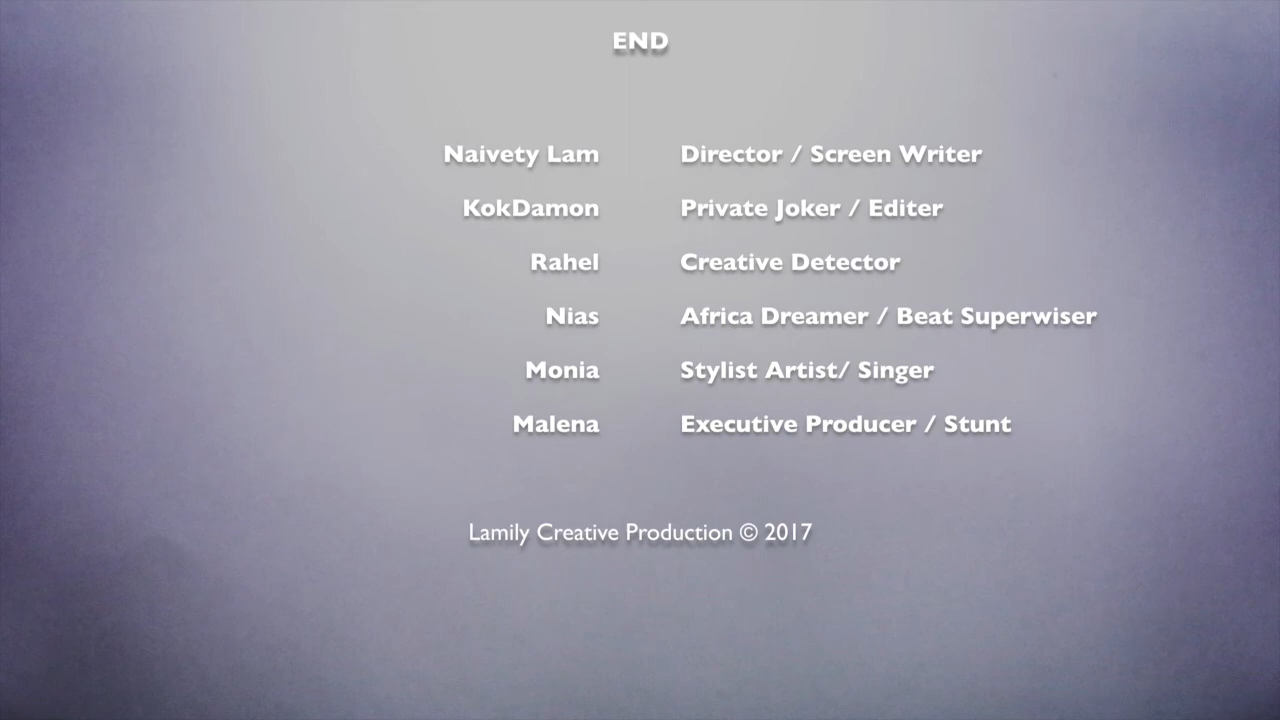 END
Naivety Lam Director / Screen Writer
KokDamon Private Joker / Editer
Rahel Creative Detector
Nias Africa Dreamer / Beat Superwiser
Monia Stylist Artist/ Singer
Malena Executive Producer / Stunt
Lamily Creative Production © 2017